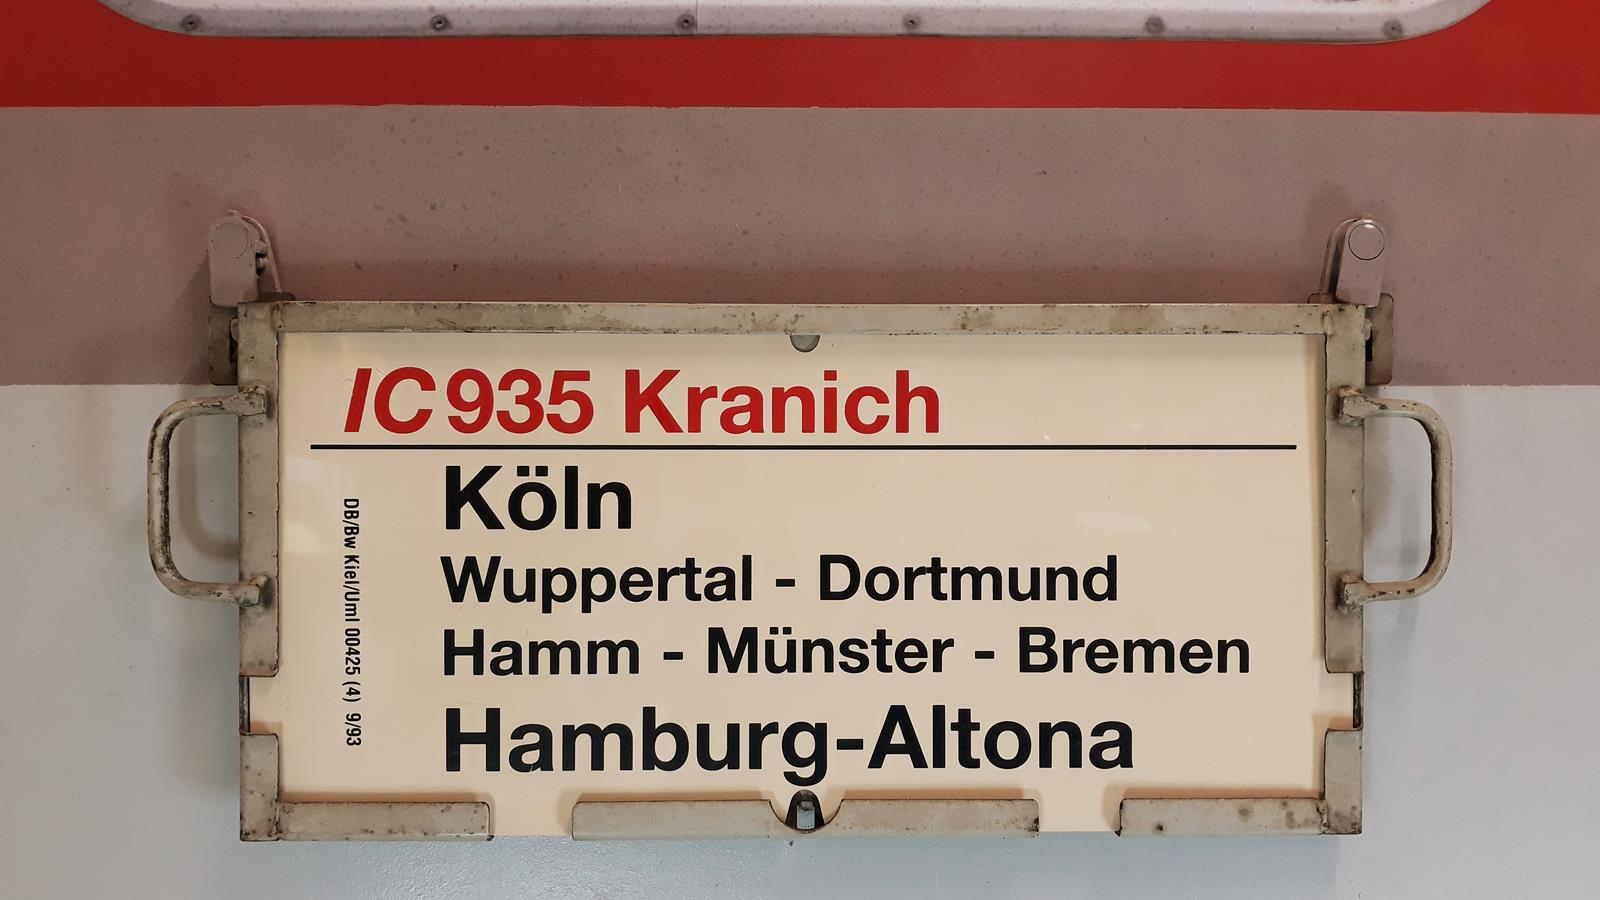 IC 935 Kranich
Köln
Wuppertal - Dortmund
Hamm - Münster - Bremen
Hamburg-Altona
DB/Bw Kiel/Uml 00425 (4) 9/93